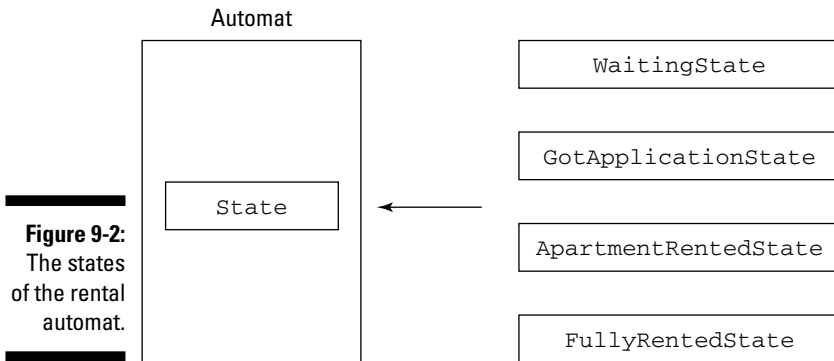 Automat
State
WaitingState
GotApplicationState
ApartmentRentedState
FullyRentedState
Figure 9-2:
The states
of the rental
automat.